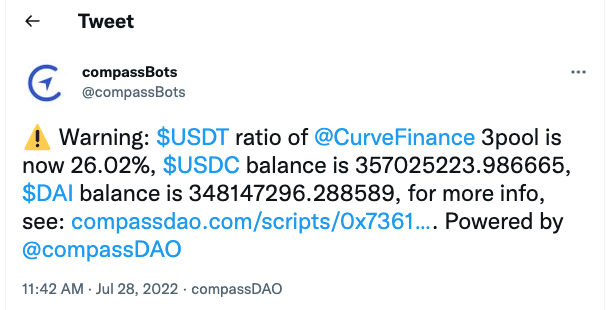 ← Tweet
compassBots
@compassBots
⚠️ Warning: $USDT ratio of @CurveFinance 3pool is
now 26.02%, $USDC balance is 357025223.986665,
$DAI balance is 348147296.288589, for more info,
see: compassdao.com/scripts/0x7361.... Powered by
@compassDAO
11:42 AM · Jul 28, 2022 · compassDAO